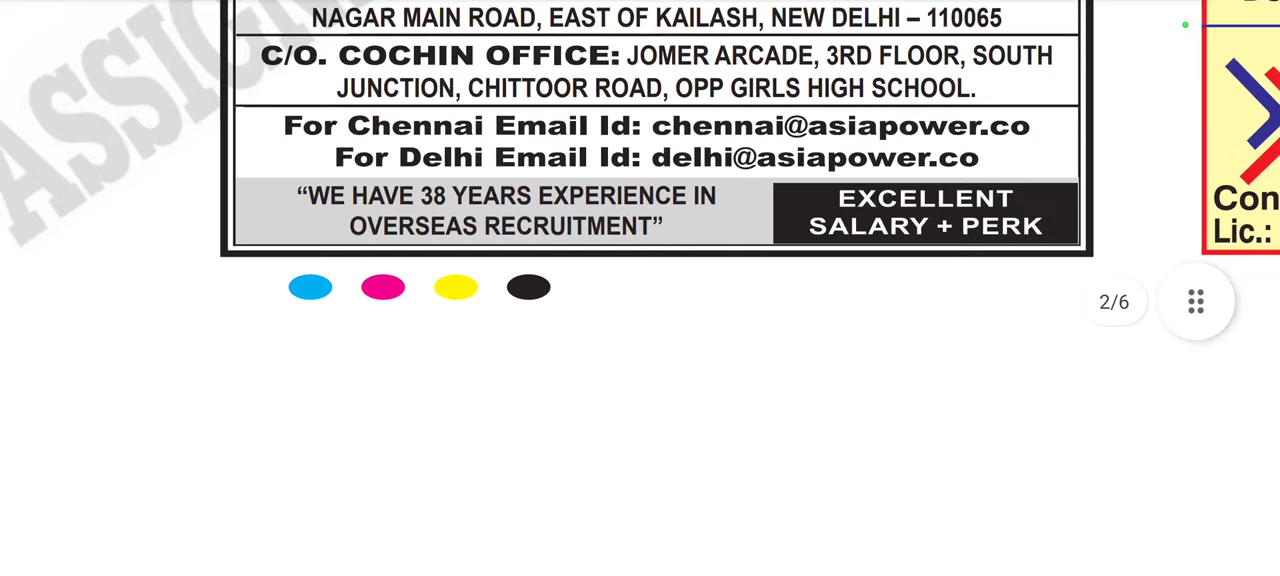 NAGAR MAIN ROAD, EAST OF KAILASH, NEW DELHI – 110065
C/O. COCHIN OFFICE: JOMER ARCADE, 3RD FLOOR, SOUTH
JUNCTION, CHITTOOR ROAD, OPP GIRLS HIGH SCHOOL.
For Chennai Email Id: chennai@asiapower.co
For Delhi Email Id: delhi@asiapower.co
“WE HAVE 38 YEARS EXPERIENCE IN
OVERSEAS RECRUITMENT”
EXCELLENT
SALARY + PERK
ASSIGN
Con
Lic.:
2/6